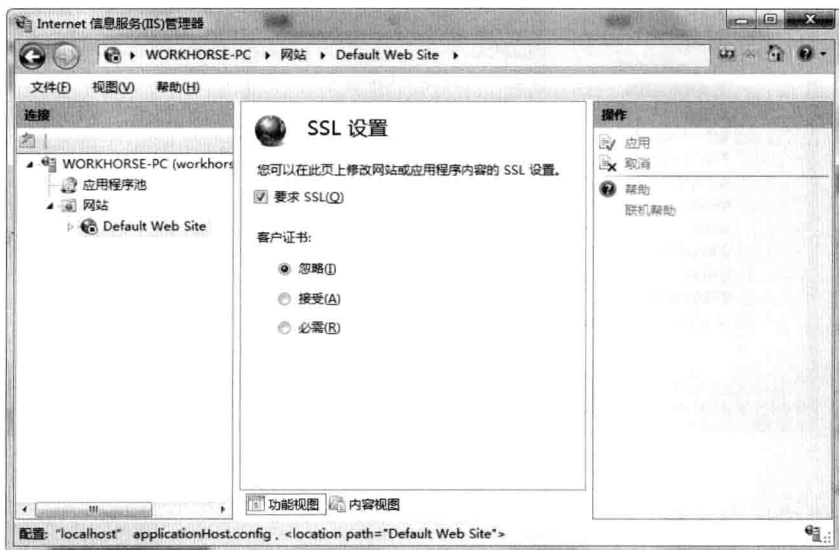 Internet 信息服务(IIS)管理器
WORKHORSE-PC ▸ 网站 ▸ Default Web Site ▸
文件(F) 视图(V) 帮助(H)
连接
WORKHORSE-PC (workhors
应用程序池
网站
Default Web Site
SSL 设置
您可以在此页上修改网站或应用程序内容的 SSL 设置。
要求 SSL(Q)
客户证书:
忽略(I)
接受(A)
必需(R)
功能视图 内容视图
操作
应用
取消
帮助
联机帮助
配置: "localhost" applicationHost.config , <location path="Default Web Site">